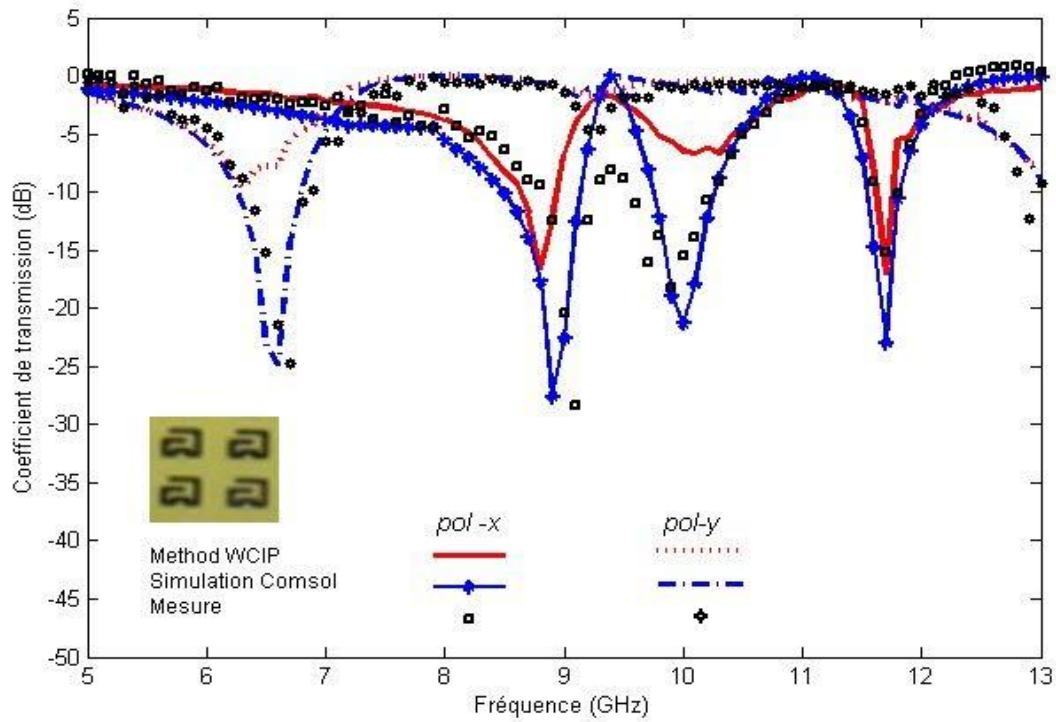 5
0
-5
-10
-15
-20
-25
-30
-35
-40
-45
-50
Coefficient de transmission (dB)
pol -x pol-y
Method WCIP
Simulation Comsol
Mesure
5 6 7 8 9 10 11 12 13
Fréquence (GHz)